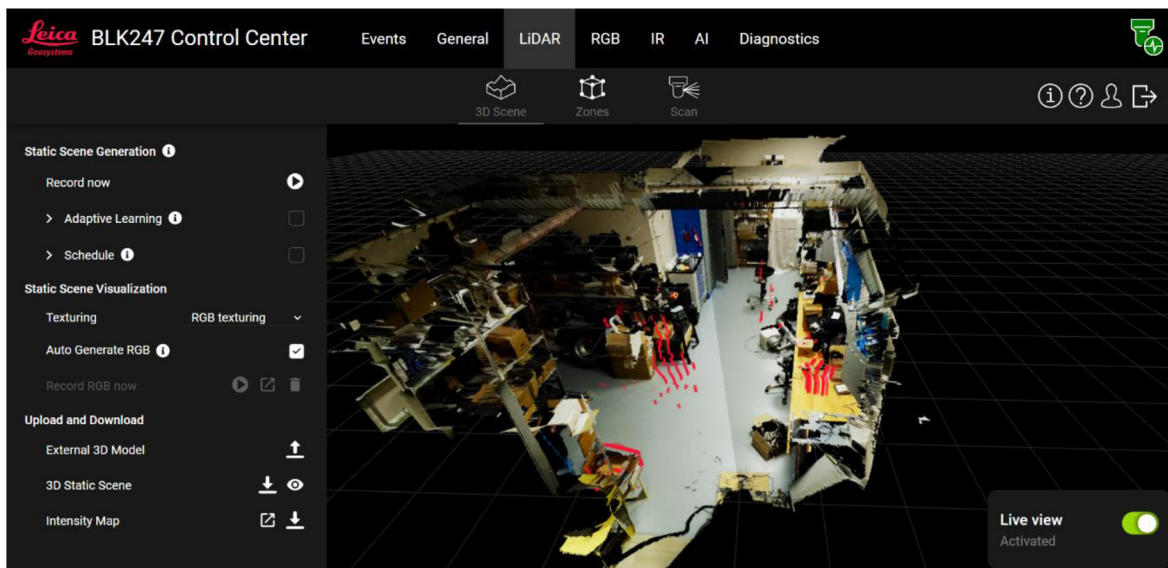 Leica
Geosystems
BLK247 Control Center
Events General LiDAR RGB IR AI Diagnostics
3D Scene Zones Scan
Static Scene Generation
Record now
Adaptive Learning
Schedule
Static Scene Visualization
Texturing RGB texturing
Auto Generate RGB
Record RGB now
Upload and Download
External 3D Model
3D Static Scene
Intensity Map
Live view
Activated